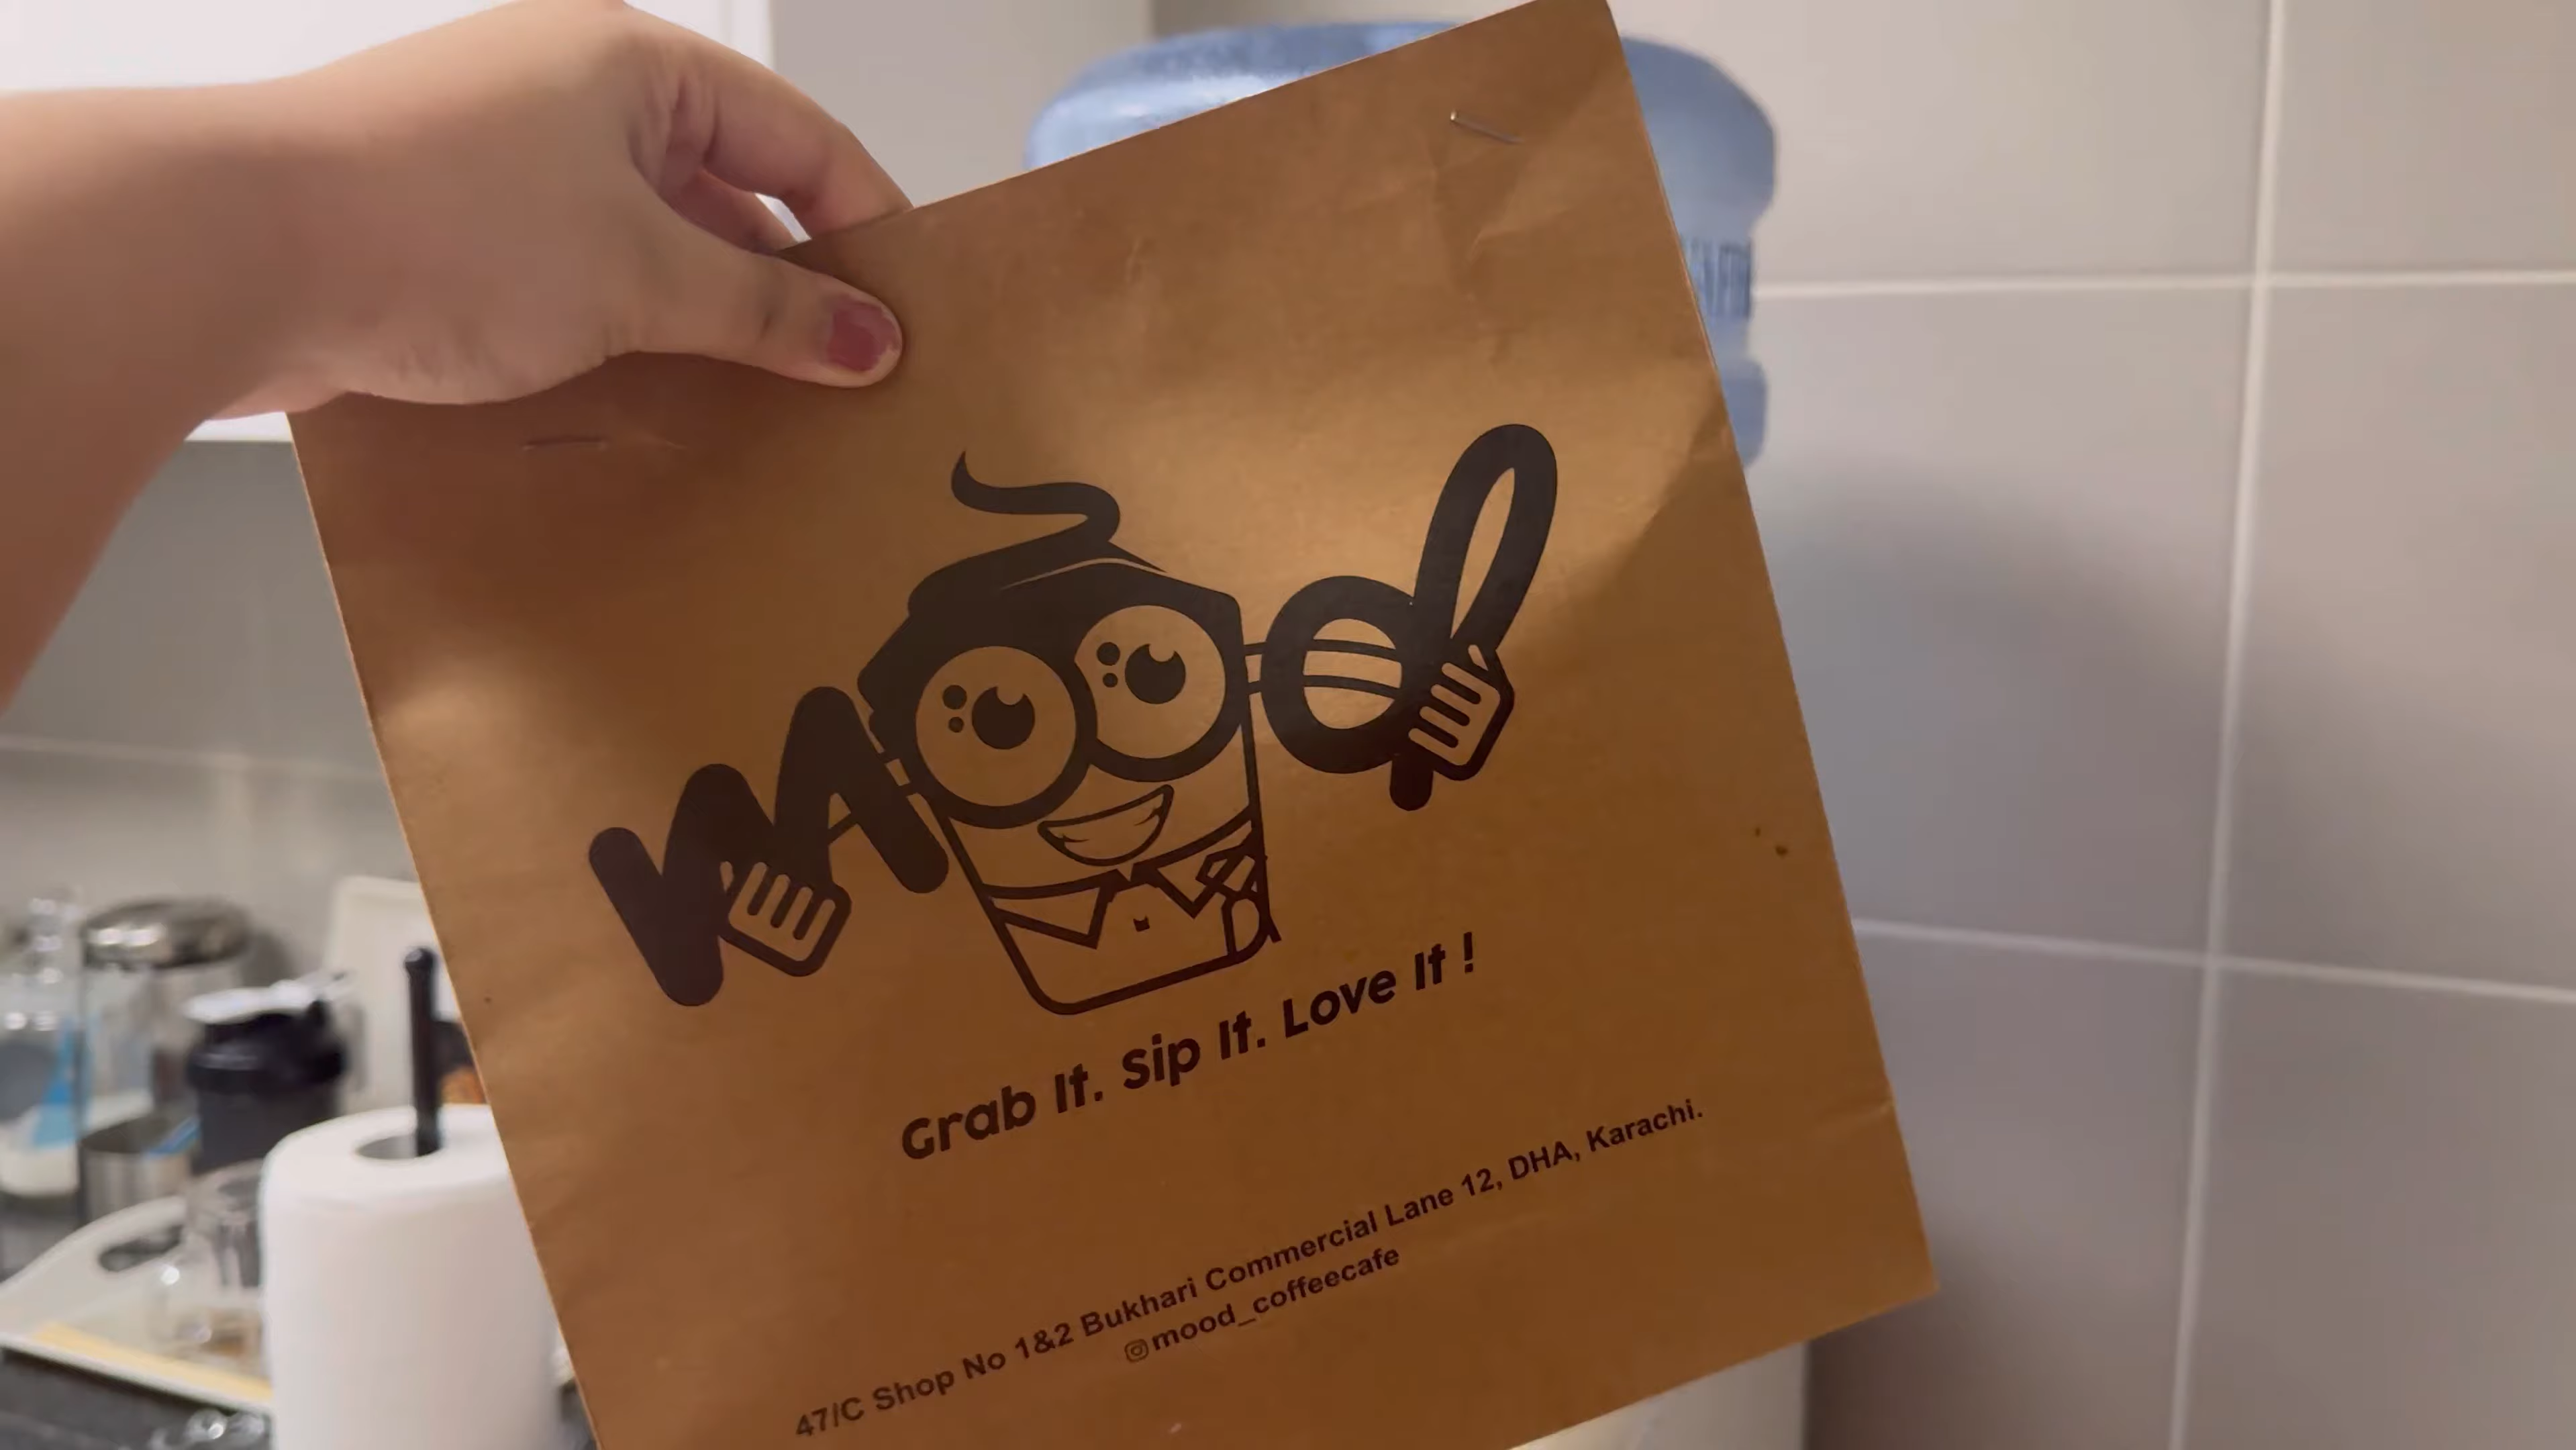 mood
Grab It. Sip It. Love It !
47/C Shop No 1&2 Bukhari Commercial Lane 12, DHA, Karachi.
mood_coffeecafe